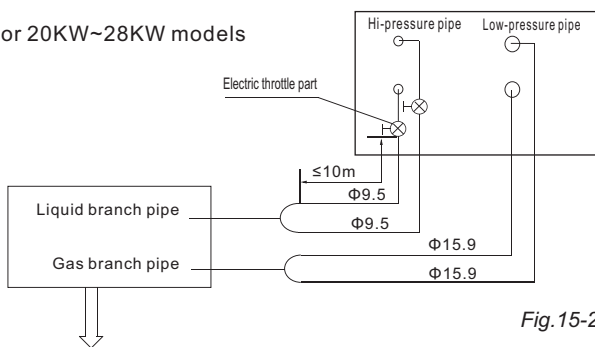 or 20KW~28KW models
Hi-pressure pipe
Low-pressure pipe
Electric throttle part
≤10m
Φ9.5
Liquid branch pipe
Φ9.5
Φ15.9
Gas branch pipe
Φ15.9
Fig.15-2